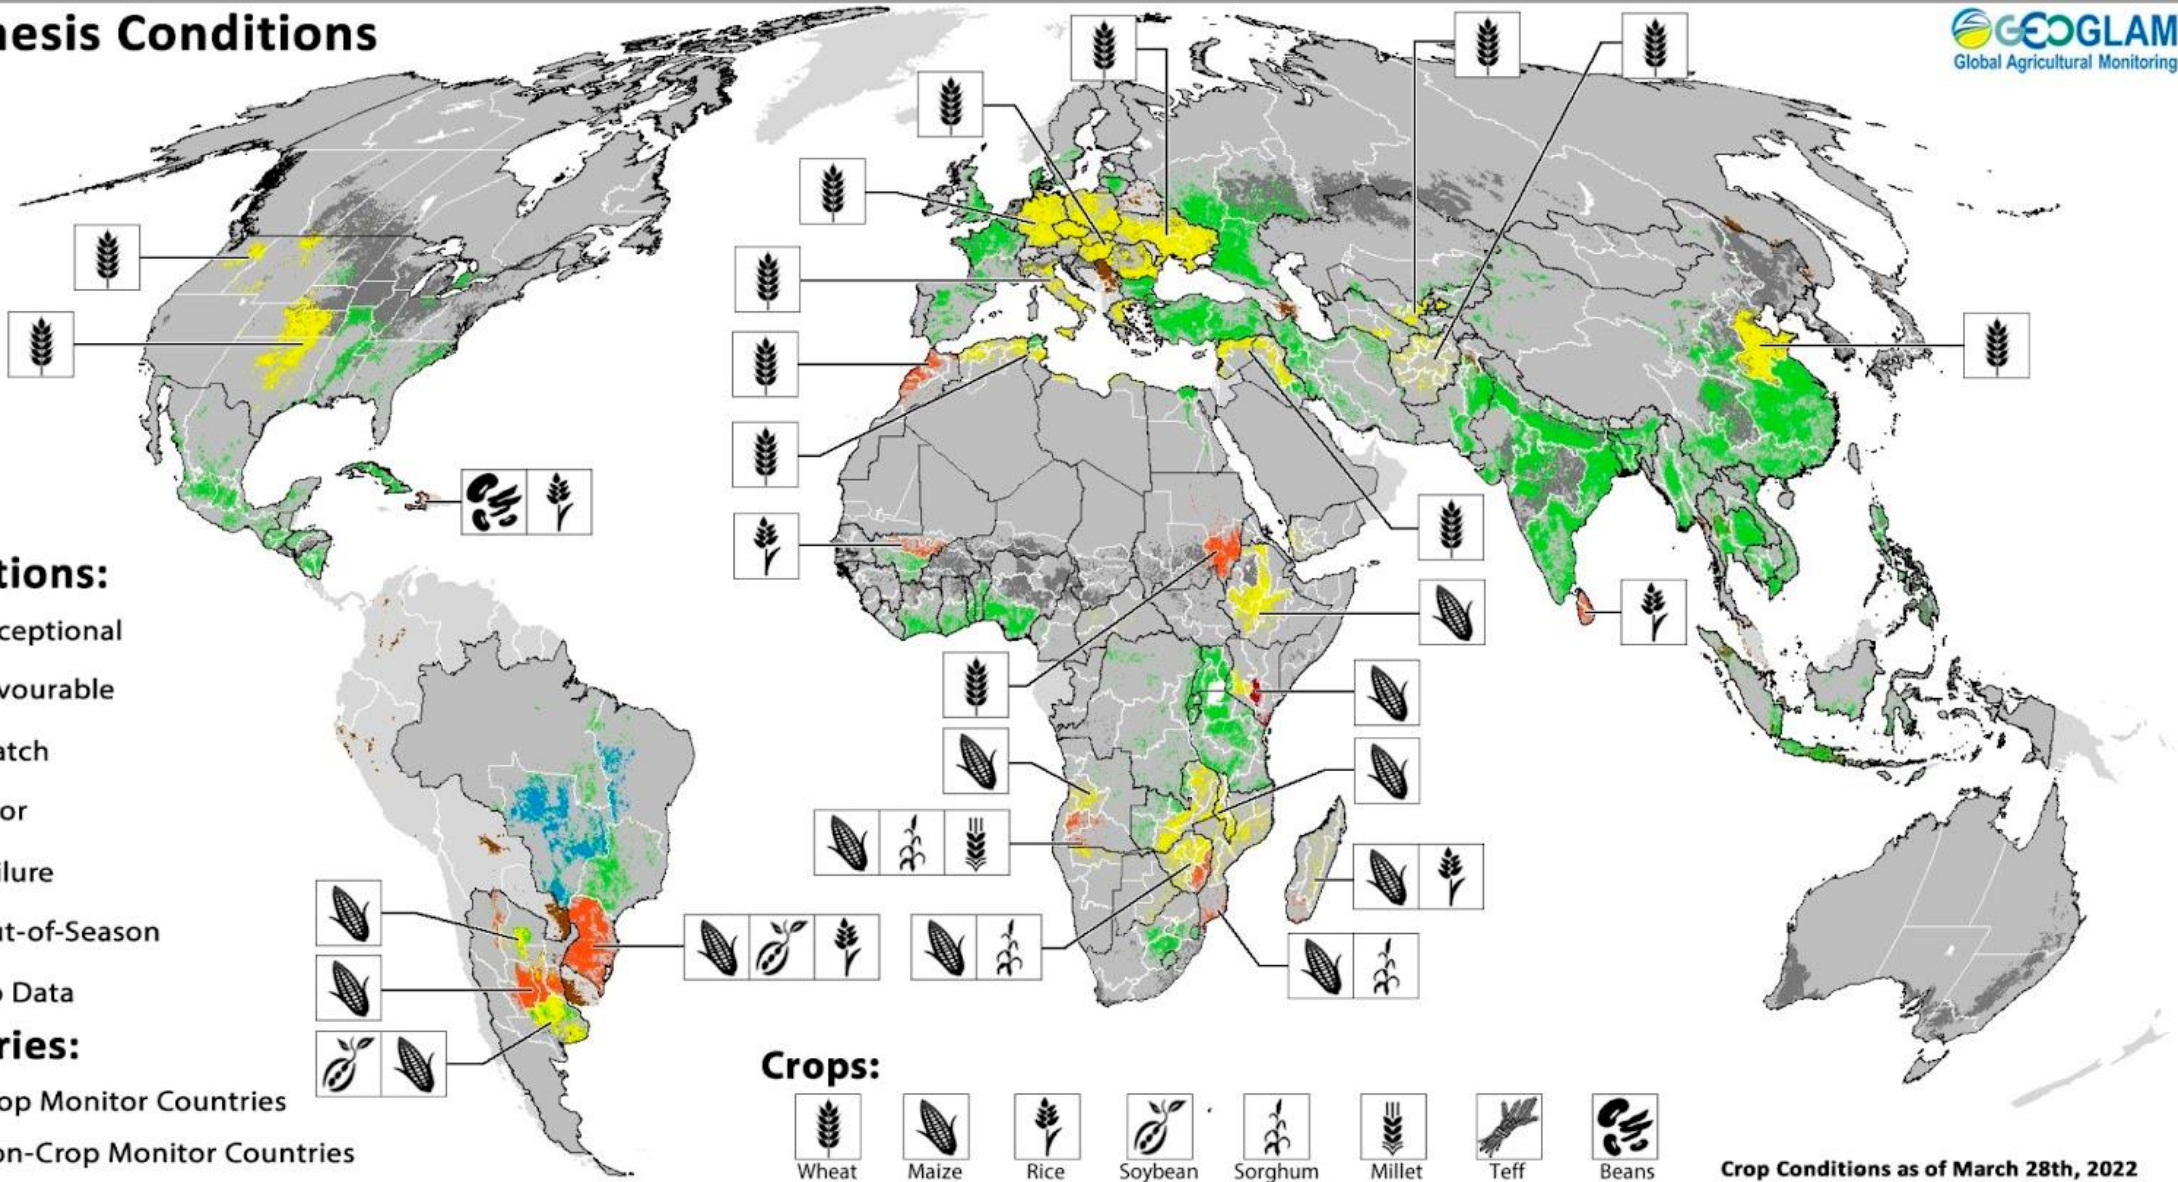 nesis Conditions
GEOGLAM
Global Agricultural Monitoring
tions:
ceptional
vourable
atch
or
ilure
ut-of-Season
o Data
ries:
op Monitor Countries
on-Crop Monitor Countries
Crops:
Wheat Maize Rice Soybean Sorghum Millet Teff Beans
Crop Conditions as of March 28th, 2022